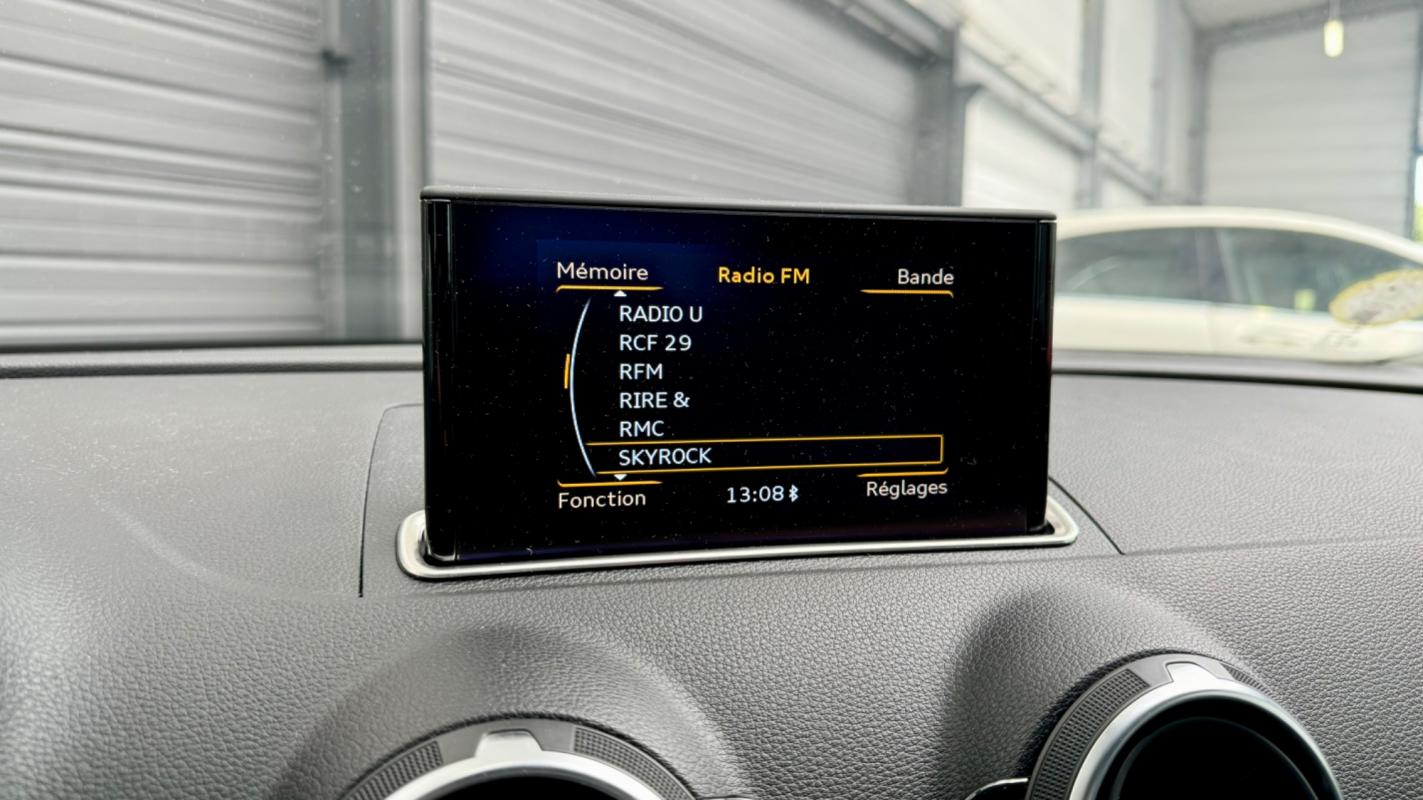 Mémoire Radio FM Bande
RADIO U
RCF 29
RFM
RIRE &
RMC
SKYROCK
Fonction 13:08 Réglages